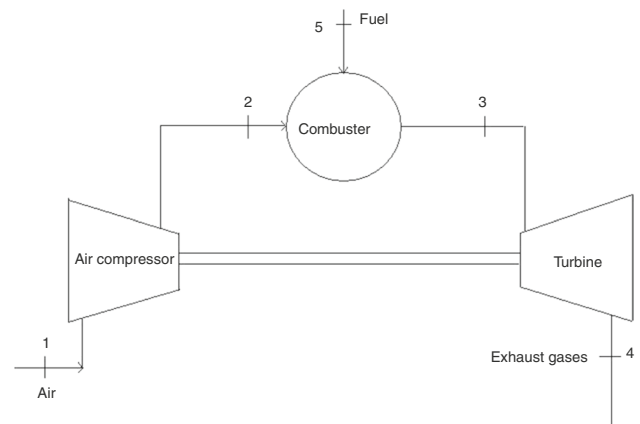 5
Fuel
2
3
Combuster
Air compressor
Turbine
1
Air
Exhaust gases
4